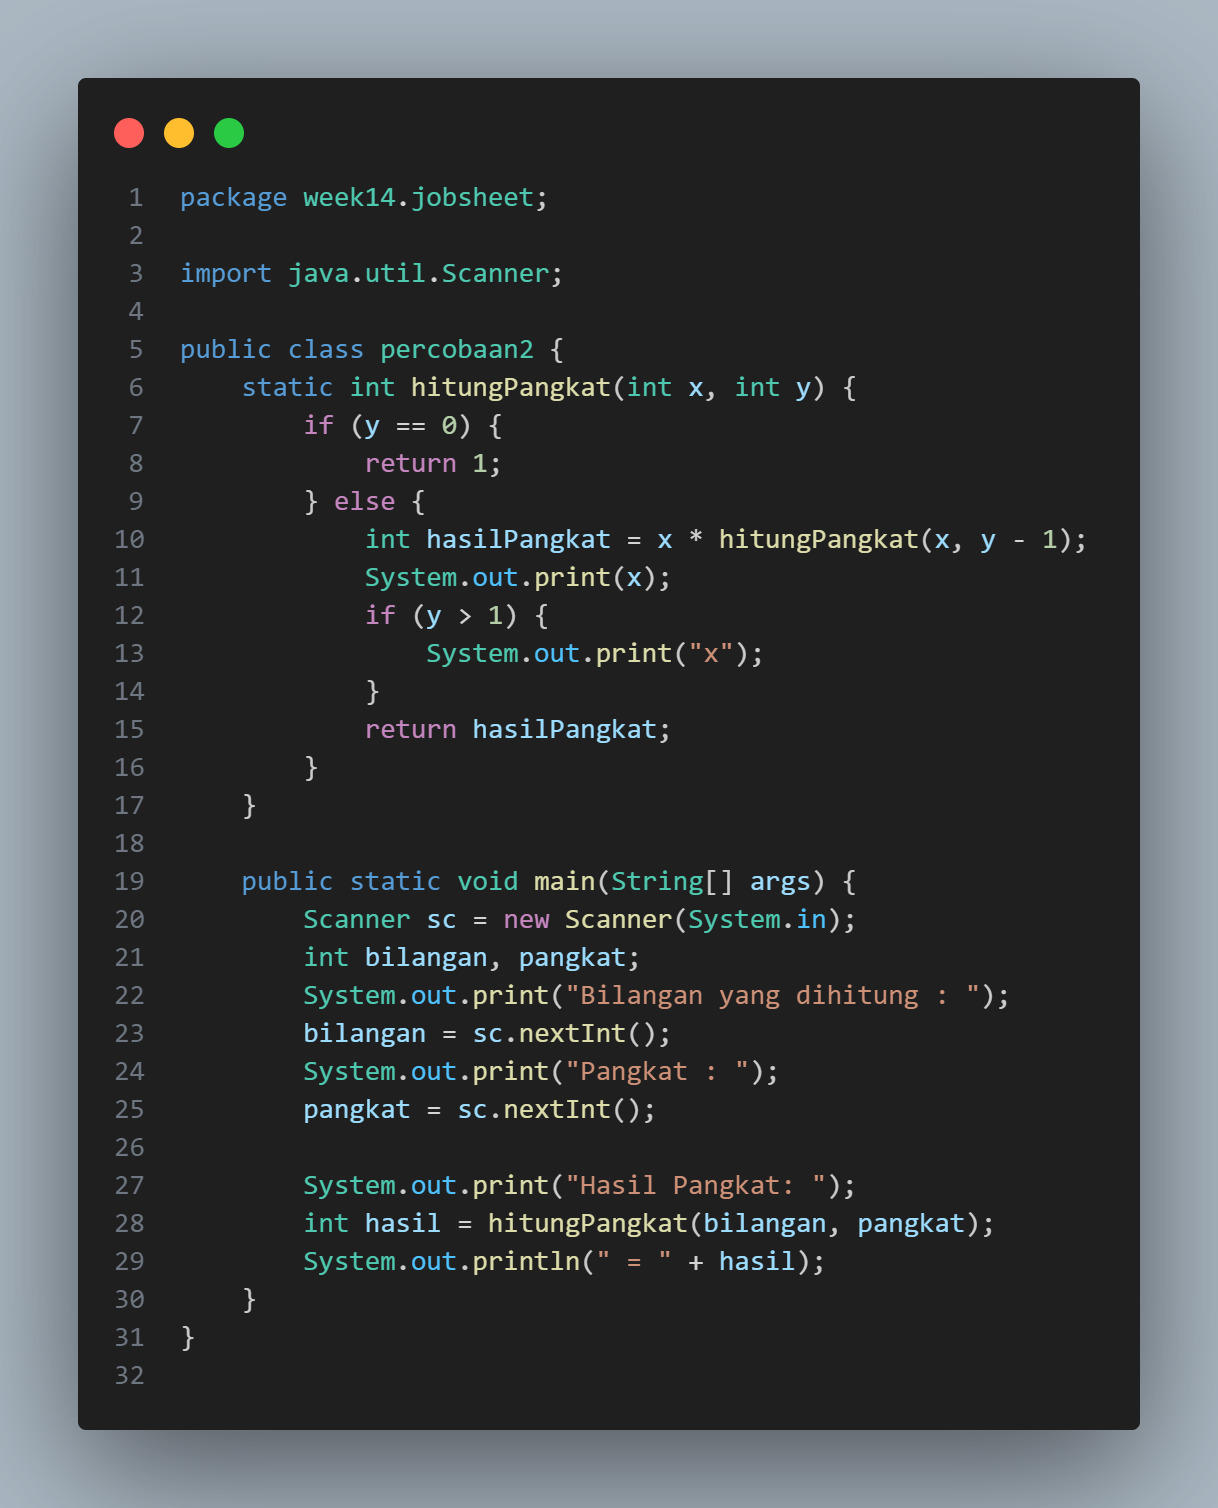 1 package week14.jobsheet;
2
3 import java.util.Scanner;
4
5 public class percobaan2 {
6     static int hitungPangkat(int x, int y) {
7         if (y == 0) {
8             return 1;
9         } else {
10             int hasilPangkat = x * hitungPangkat(x, y - 1);
11             System.out.print(x);
12             if (y > 1) {
13                 System.out.print("x");
14             }
15             return hasilPangkat;
16         }
17     }
18
19     public static void main(String[] args) {
20         Scanner sc = new Scanner(System.in);
21         int bilangan, pangkat;
22         System.out.print("Bilangan yang dihitung : ");
23         bilangan = sc.nextInt();
24         System.out.print("Pangkat : ");
25         pangkat = sc.nextInt();
26
27         System.out.print("Hasil Pangkat: ");
28         int hasil = hitungPangkat(bilangan, pangkat);
29         System.out.println(" = " + hasil);
30     }
31 }
32